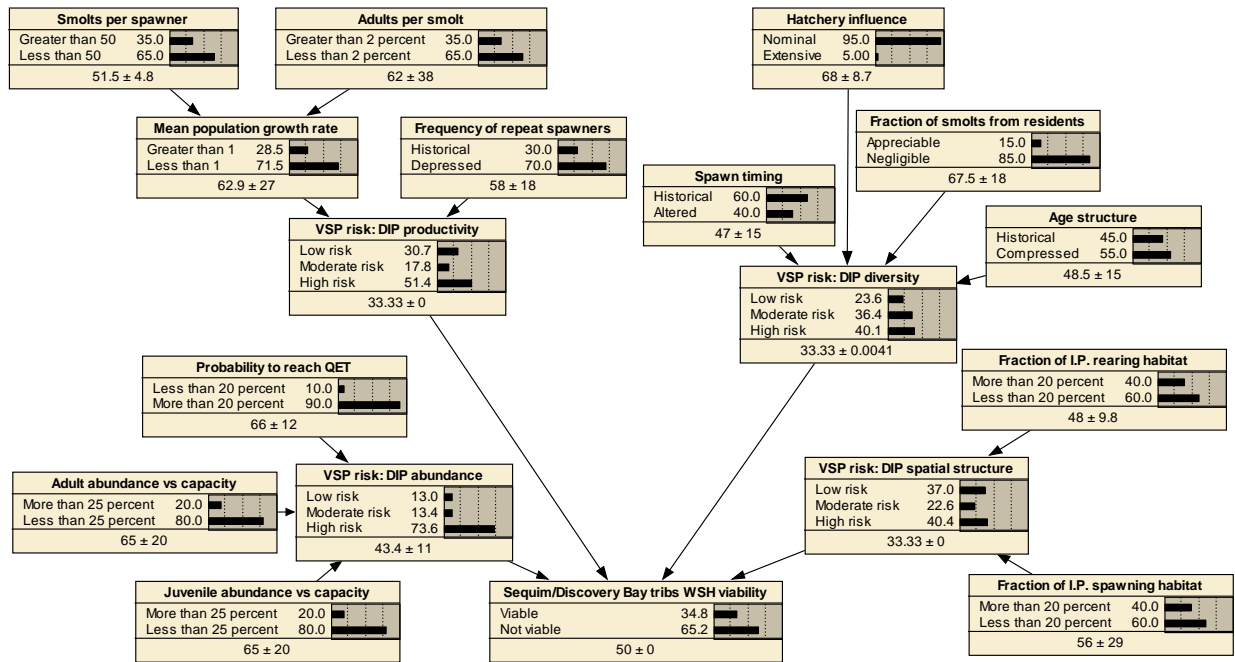 Smolts per spawner
Greater than 50 35.0
Less than 50 65.0
51.5 ± 4.8
Adults per smolt
Greater than 2 percent 35.0
Less than 2 percent 65.0
62 ± 38
Hatchery influence
Nominal 95.0
Extensive 5.00
68 ± 8.7
Mean population growth rate
Greater than 1 28.5
Less than 1 71.5
62.9 ± 27
Frequency of repeat spawners
Historical 30.0
Depressed 70.0
58 ± 18
Fraction of smolts from residents
Appreciable 15.0
Negligible 85.0
67.5 ± 18
Spawn timing
Historical 60.0
Altered 40.0
47 ± 15
Age structure
Historical 45.0
Compressed 55.0
48.5 ± 15
VSP risk: DIP productivity
Low risk 30.7
Moderate risk 17.8
High risk 51.4
33.33 ± 0
VSP risk: DIP diversity
Low risk 23.6
Moderate risk 36.4
High risk 40.1
33.33 ± 0.0041
Probability to reach QET
Less than 20 percent 10.0
More than 20 percent 90.0
66 ± 12
Fraction of I.P. rearing habitat
More than 20 percent 40.0
Less than 20 percent 60.0
48 ± 9.8
Adult abundance vs capacity
More than 25 percent 20.0
Less than 25 percent 80.0
65 ± 20
VSP risk: DIP abundance
Low risk 13.0
Moderate risk 13.4
High risk 73.6
43.4 ± 11
VSP risk: DIP spatial structure
Low risk 37.0
Moderate risk 22.6
High risk 40.4
33.33 ± 0
Juvenile abundance vs capacity
More than 25 percent 20.0
Less than 25 percent 80.0
65 ± 20
Sequim/Discovery Bay tribs WSH viability
Viable 34.8
Not viable 65.2
50 ± 0
Fraction of I.P. spawning habitat
More than 20 percent 40.0
Less than 20 percent 60.0
56 ± 29